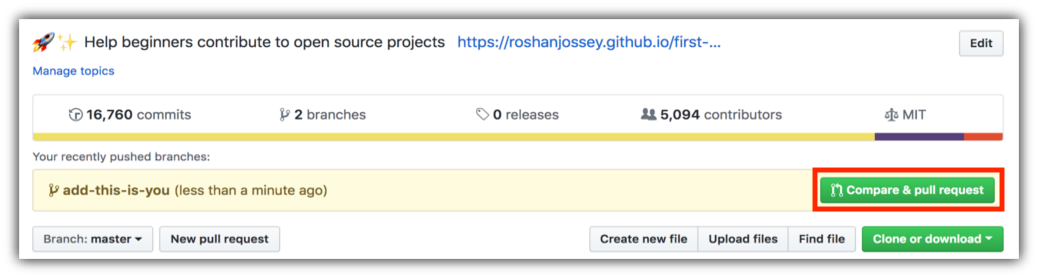 🚀✨ Help beginners contribute to open source projects https://roshanjossey.github.io/first-... Edit
Manage topics
16,760 commits 2 branches 0 releases 5,094 contributors MIT
Your recently pushed branches:
add-this-is-you (less than a minute ago) Compare & pull request
Branch: master New pull request Create new file Upload files Find file Clone or download